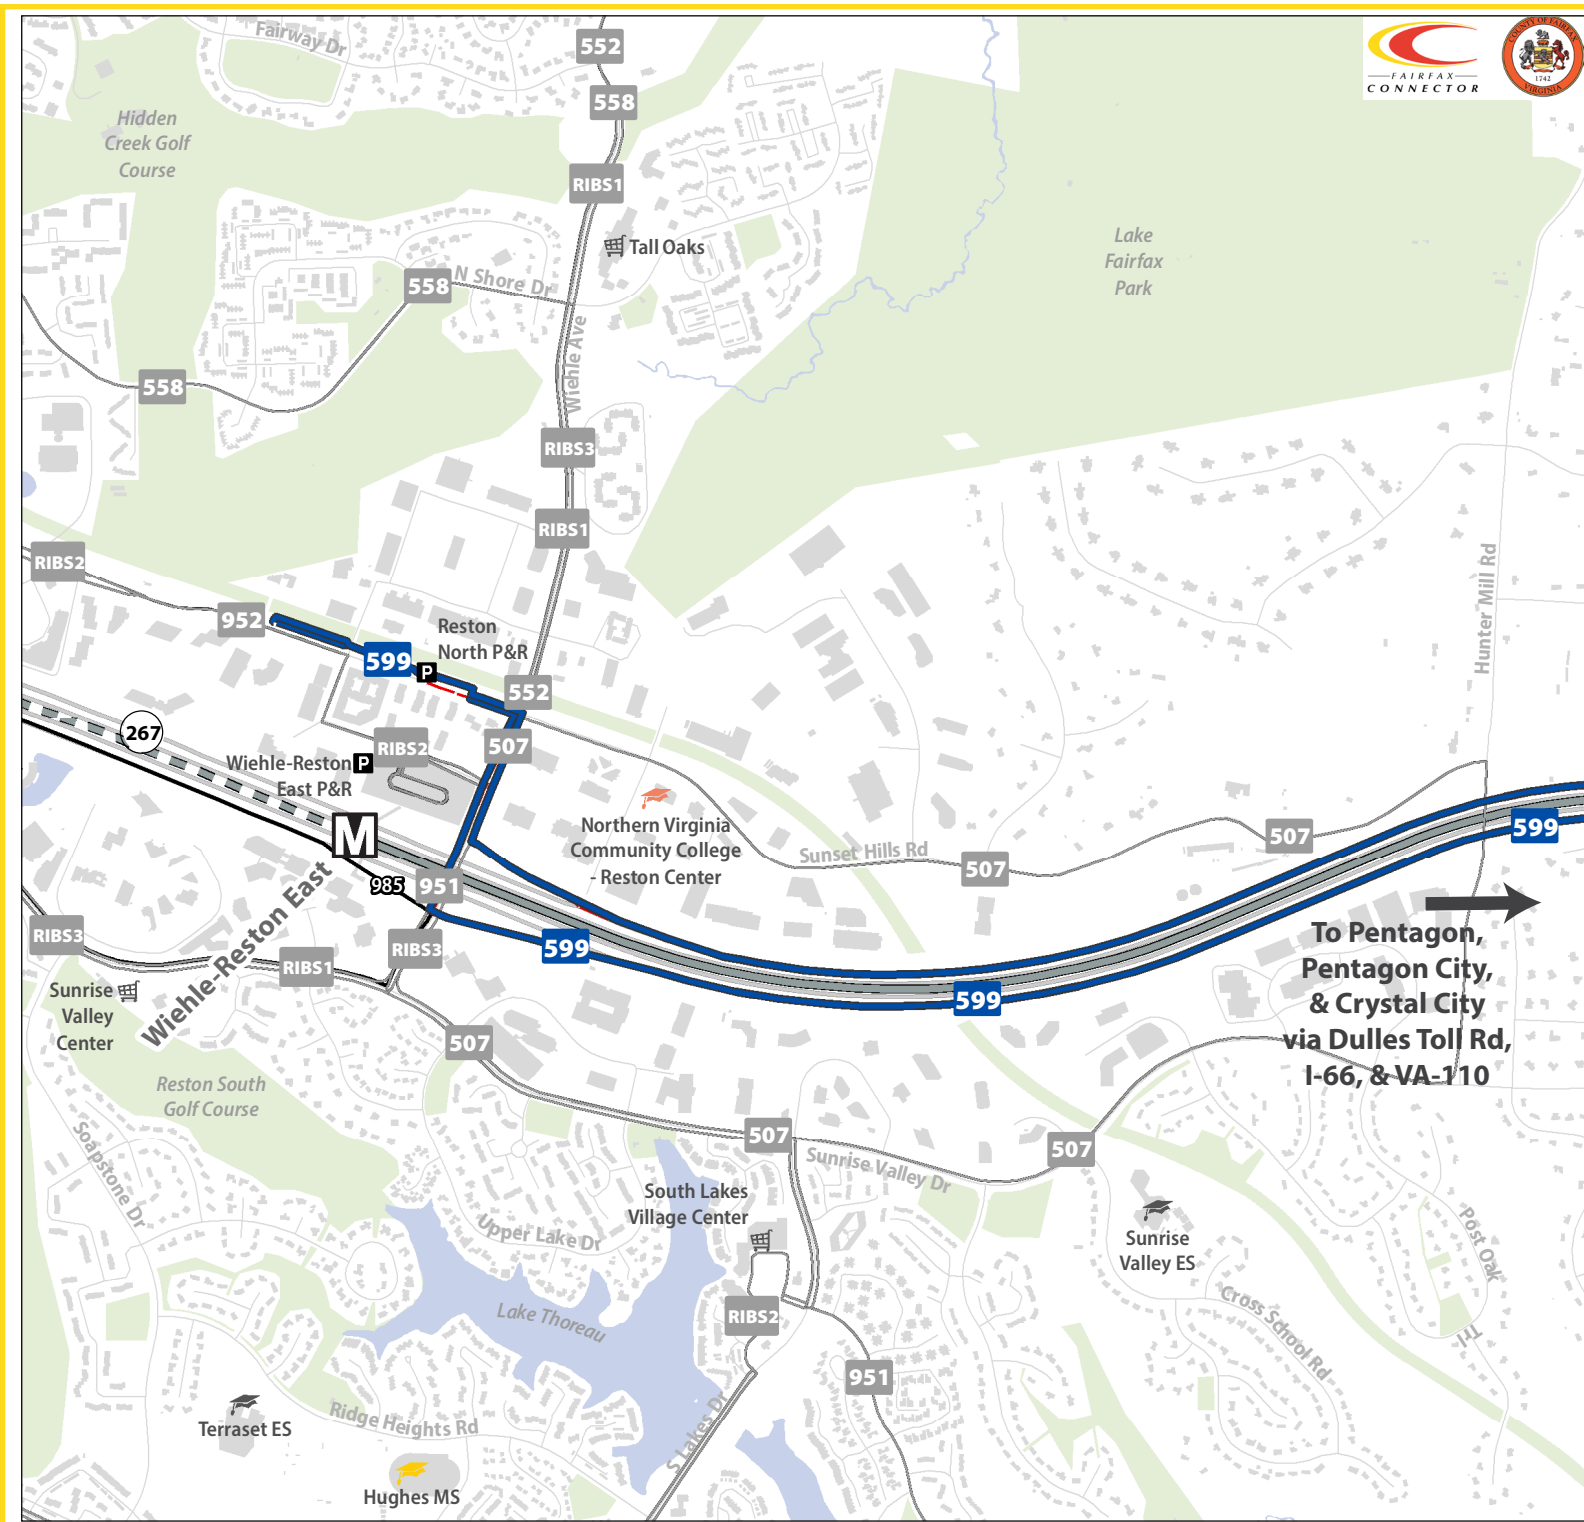 Fairway Dr
552
558
FAIRFAX
CONNECTOR
COUNTY OF FAIRFAX
1742
VIRGINIA
Hidden
Creek Golf
Course
RIBS1
Tall Oaks
Lake
Fairfax
Park
558
N Shore Dr
Wiehle Ave
558
RIBS3
RIBS1
RIBS2
Hunter Mill Rd
952
Reston
North P&R
599
P
552
507
267
RIBS2
Wiehle-Reston
East P&R
P
M
Northern Virginia
Community College
- Reston Center
Sunset Hills Rd
507
507
599
985
951
Wiehle-Reston East
RIBS3
RIBS3
599
RIBS1
599
To Pentagon,
Pentagon City,
& Crystal City
via Dulles Toll Rd,
I-66, & VA-110
Sunrise
Valley
Center
507
Reston South
Golf Course
Soapstone Dr
507
Sunrise Valley Dr
507
South Lakes
Village Center
Upper Lake Dr
Sunrise
Valley ES
Post Oak
Trl
Cross School Rd
Lake Thoreau
RIBS2
951
S Lakes Dr
Ridge Heights Rd
Terraset ES
Hughes MS